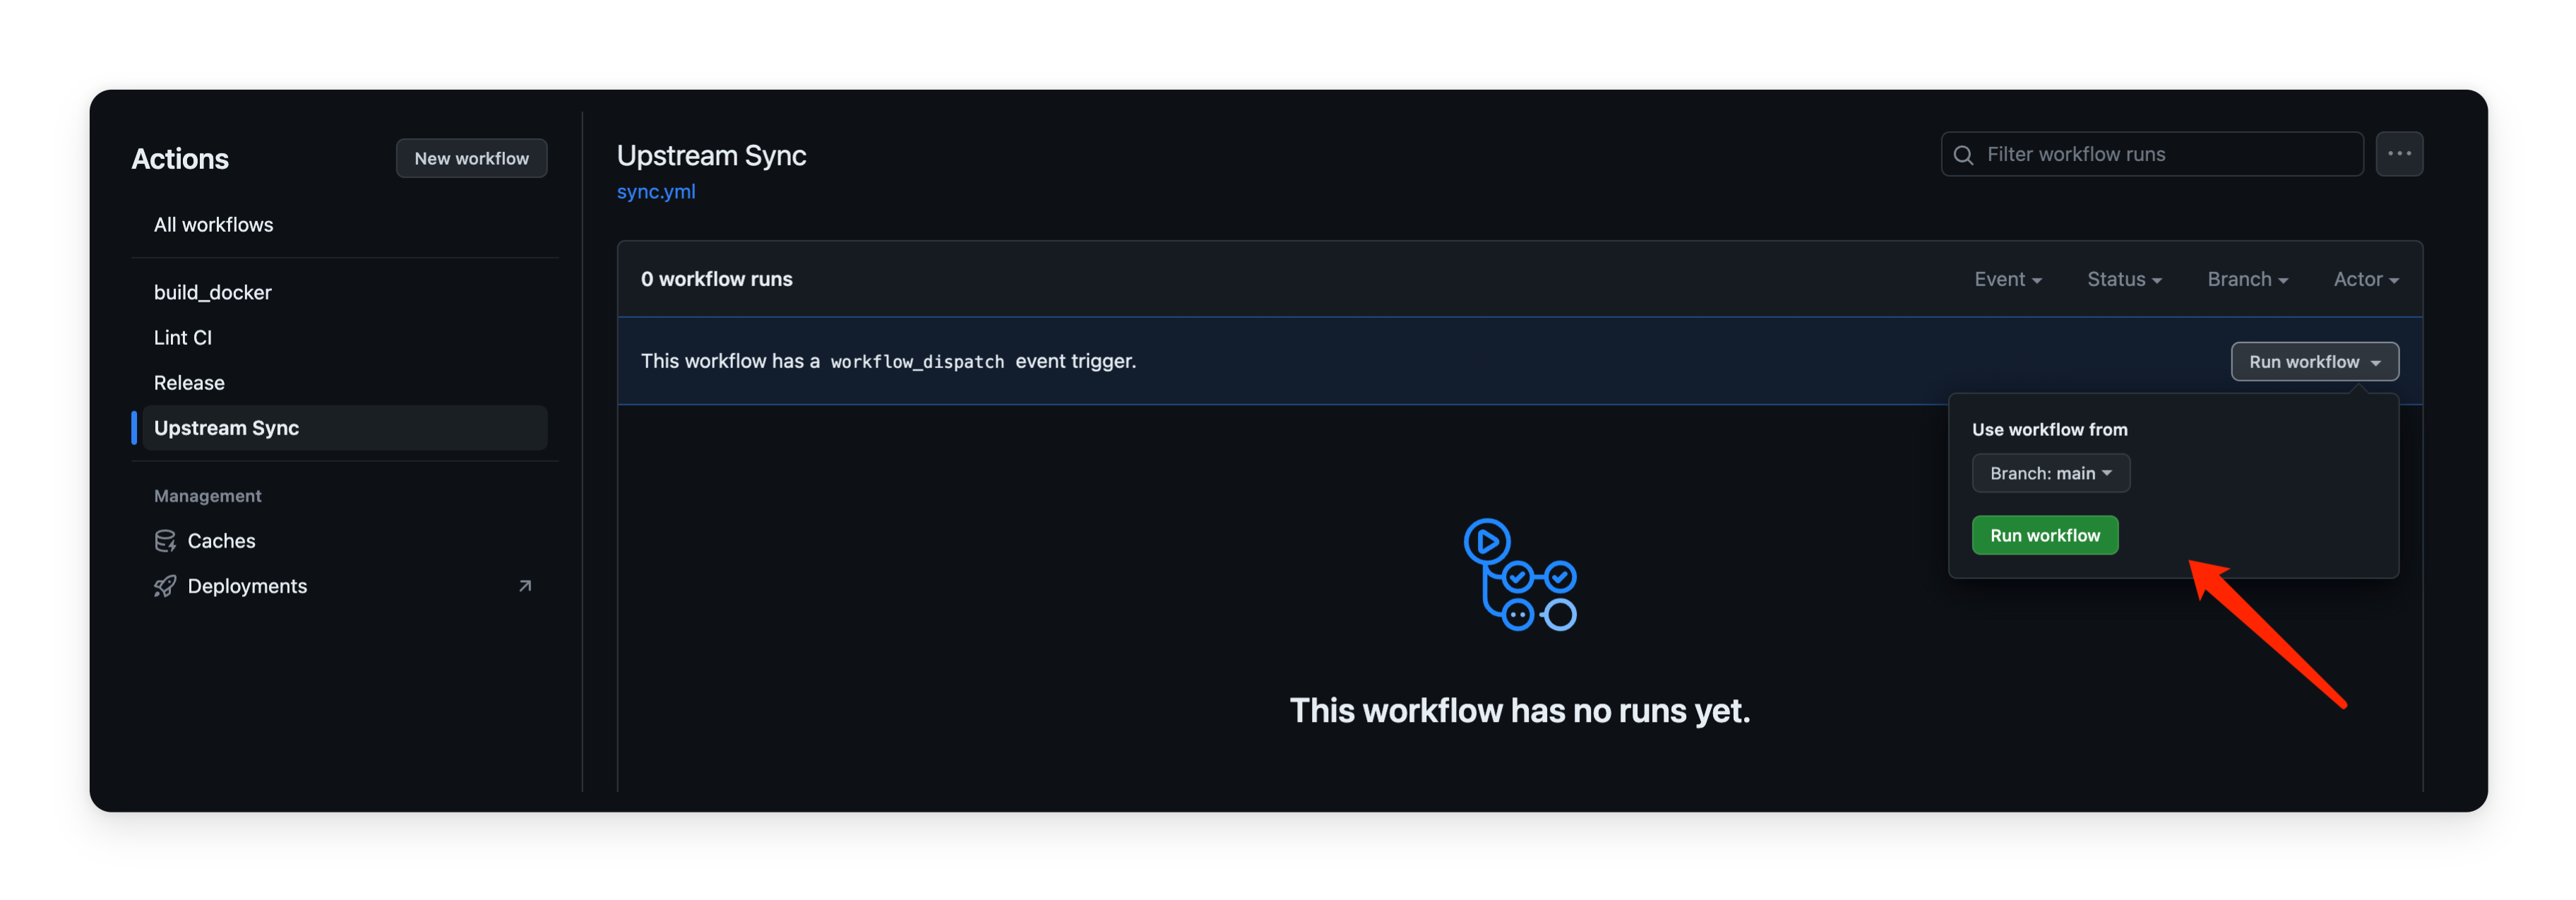 Actions
New workflow
All workflows
build_docker
Lint CI
Release
Upstream Sync
Management
Caches
Deployments
Upstream Sync
sync.yml
Filter workflow runs
0 workflow runs
Event
Status
Branch
Actor
This workflow has a workflow_dispatch event trigger.
Run workflow
Use workflow from
Branch: main
Run workflow
This workflow has no runs yet.